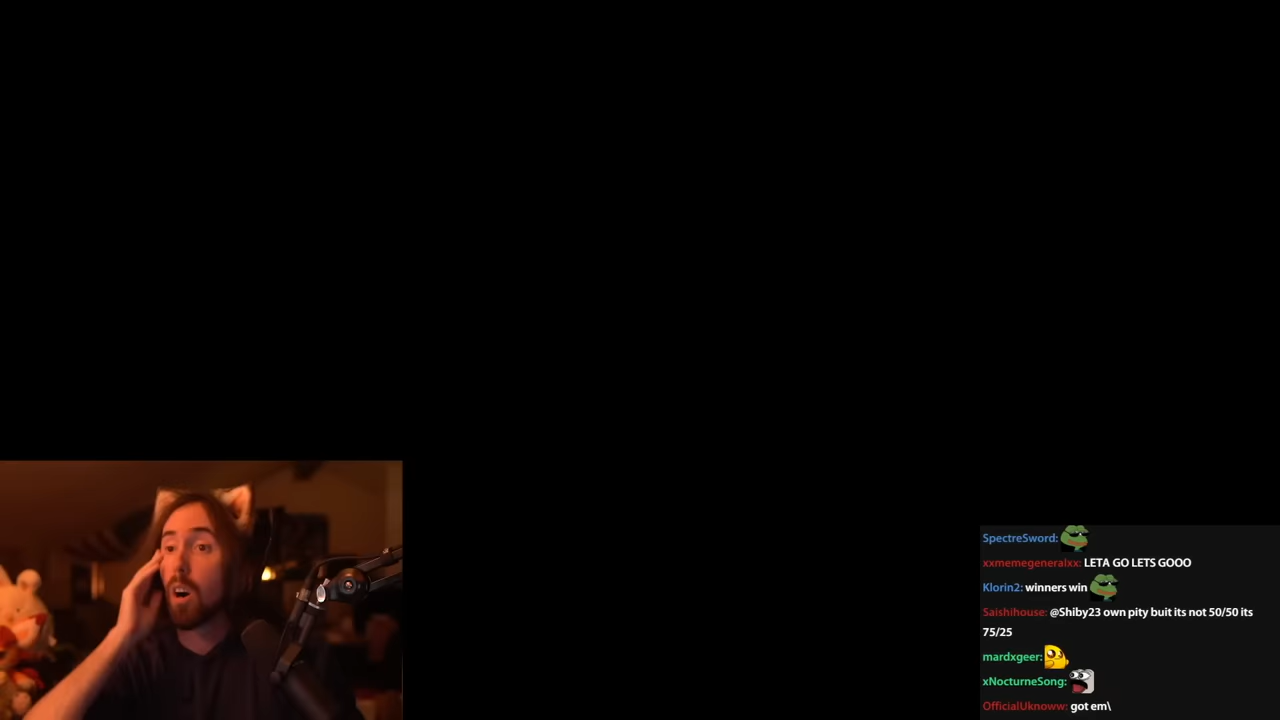 SpectreSword:
xxmemegeneralxx: LETA GO LETS GOOO
Klorin2: winners win
Saishihouse: @Shiby23 own pity buit its not 50/50 its
75/25
mardxgeer:
xNocturneSong:
OfficialUknoww: got em\